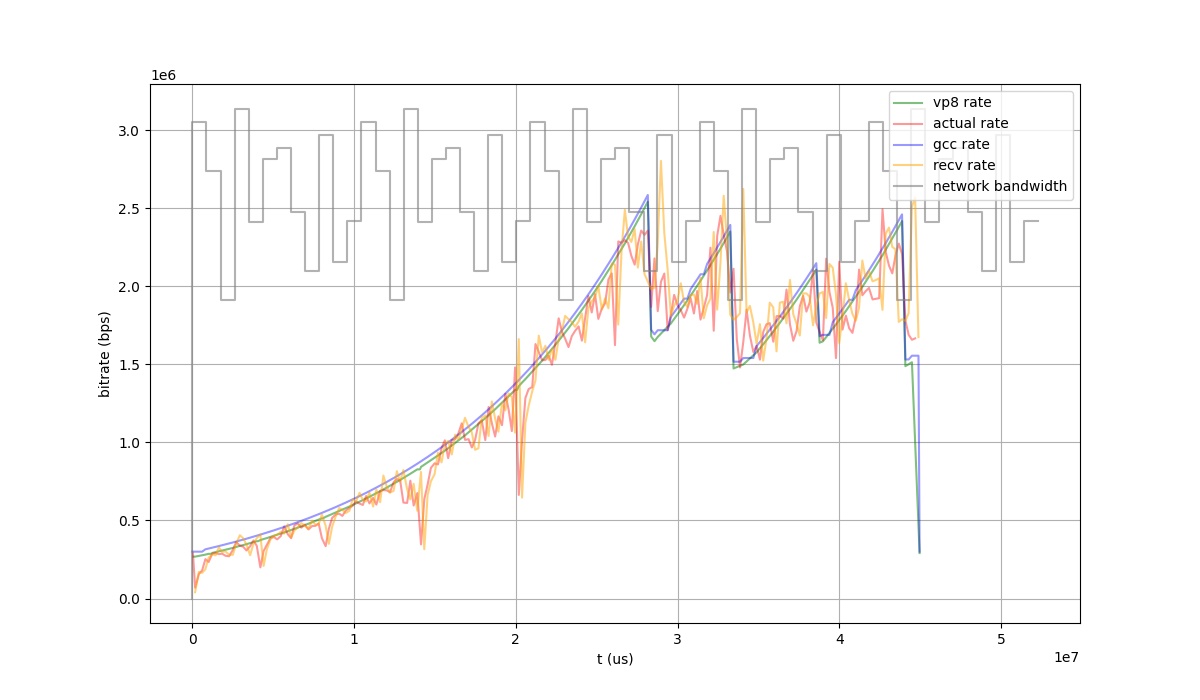 1e6
3.0
2.5
2.0
1.5
1.0
0.5
0.0
bitrate (bps)
vp8 rate
actual rate
gcc rate
recv rate
network bandwidth
0 1 2 3 4 5
t (us)
1e7